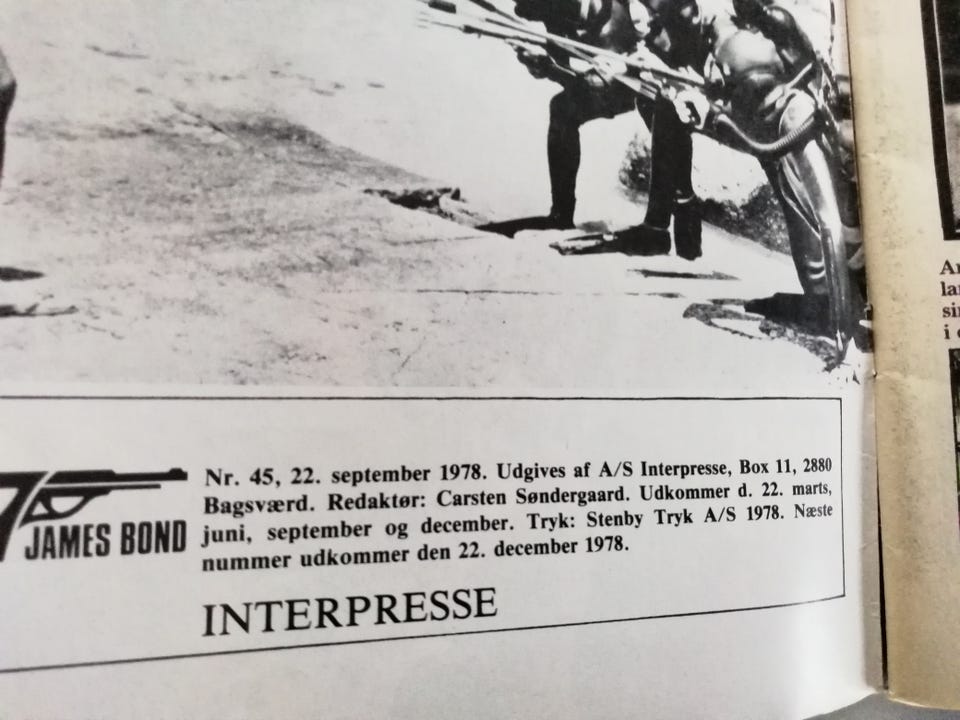 Nr. 45, 22. september 1978. Udgives af A/S Interpresse, Box 11, 2880
Bagsværd. Redaktør: Carsten Søndergaard. Udkommer d. 22. marts,
juni, september og december. Tryk: Stenby Tryk A/S 1978. Næste
nummer udkommer den 22. december 1978.
7
JAMES BOND
INTERPRESSE
i